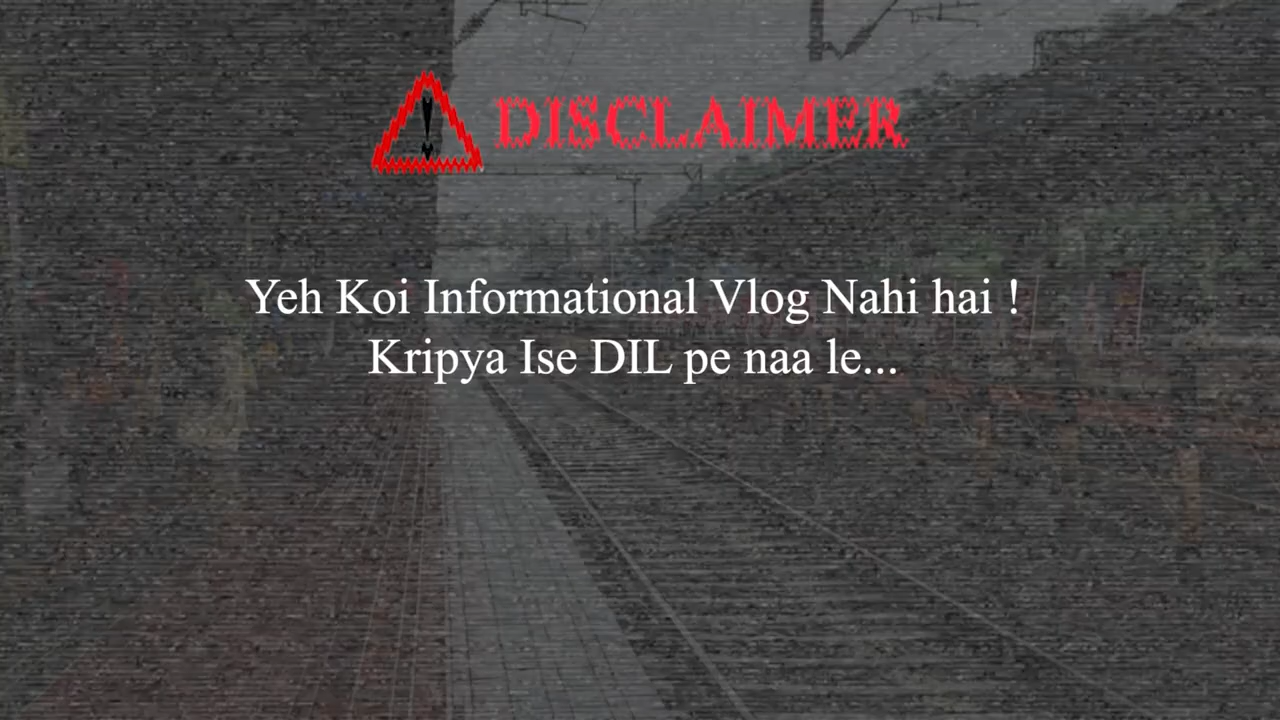 DISCLAIMER
Yeh Koi Informational Vlog Nahi hai !
Kripya Ise DIL pe naa le...